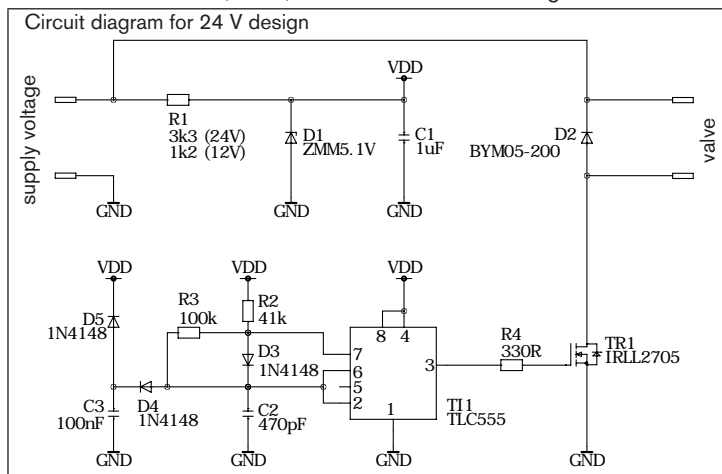 Circuit diagram for 24 V design
supply voltage
R1
3k3 (24V)
1k2 (12V)
D1
ZMM5.1V
VDD
C1
1uF
D2
BYM05-200
valve
GND
GND
GND
VDD
VDD
VDD
D5
1N4148
R3
100k
R2
41k
D3
1N4148
D4
1N4148
C3
100nF
C2
470pF
8
4
7
6
5
2
3
1
TI1
TLC555
R4
330R
TR1
IRLL2705
GND
GND
GND
GND